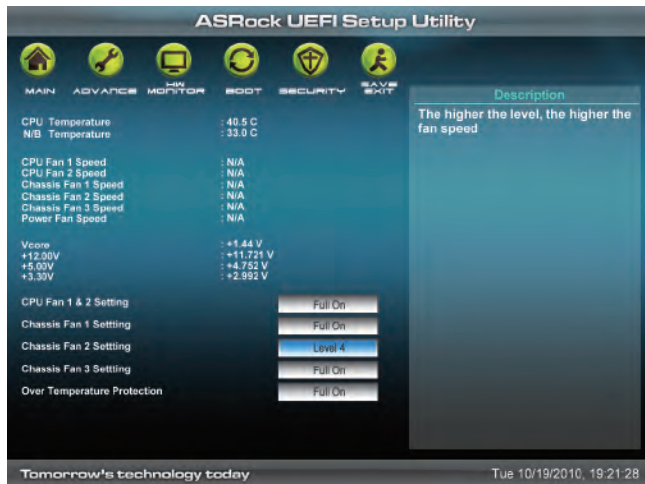 ASRock UEFI Setup Utility
MAIN ADVANCE HW MONITOR BOOT SECURITY SAVE EXIT
Description
The higher the level, the higher the
fan speed
CPU Temperature : 40.5 C
N/B Temperature : 33.0 C
CPU Fan 1 Speed : N/A
CPU Fan 2 Speed : N/A
Chassis Fan 1 Speed : N/A
Chassis Fan 2 Speed : N/A
Chassis Fan 3 Speed : N/A
Power Fan Speed : N/A
Vcore : +1.44 V
+12.00V : +11.721 V
+5.00V : +4.752 V
+3.30V : +2.992 V
CPU Fan 1 & 2 Setting Full On
Chassis Fan 1 Settting Full On
Chassis Fan 2 Settting Level 4
Chassis Fan 3 Settting Full On
Over Temperature Protection Full On
Tomorrow's technology today Tue 10/19/2010, 19:21:28